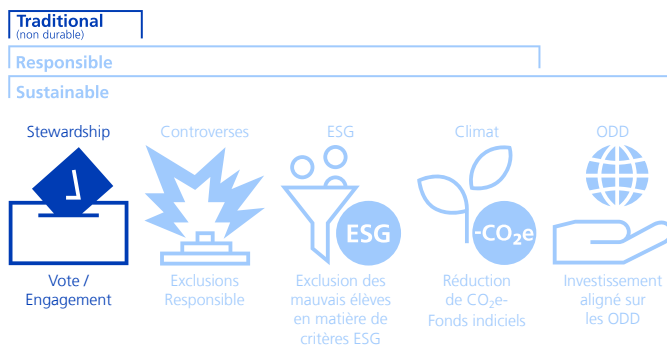 Traditional
(non durable)
Responsible
Sustainable
Stewardship
Controverses
ESG
Climat
ODD
ESG
-CO₂e
Vote /
Engagement
Exclusions
Responsible
Exclusion des
mauvais élèves
en matière de
critères ESG
Réduction
de CO₂e-
Fonds indiciels
Investissement
aligné sur
les ODD